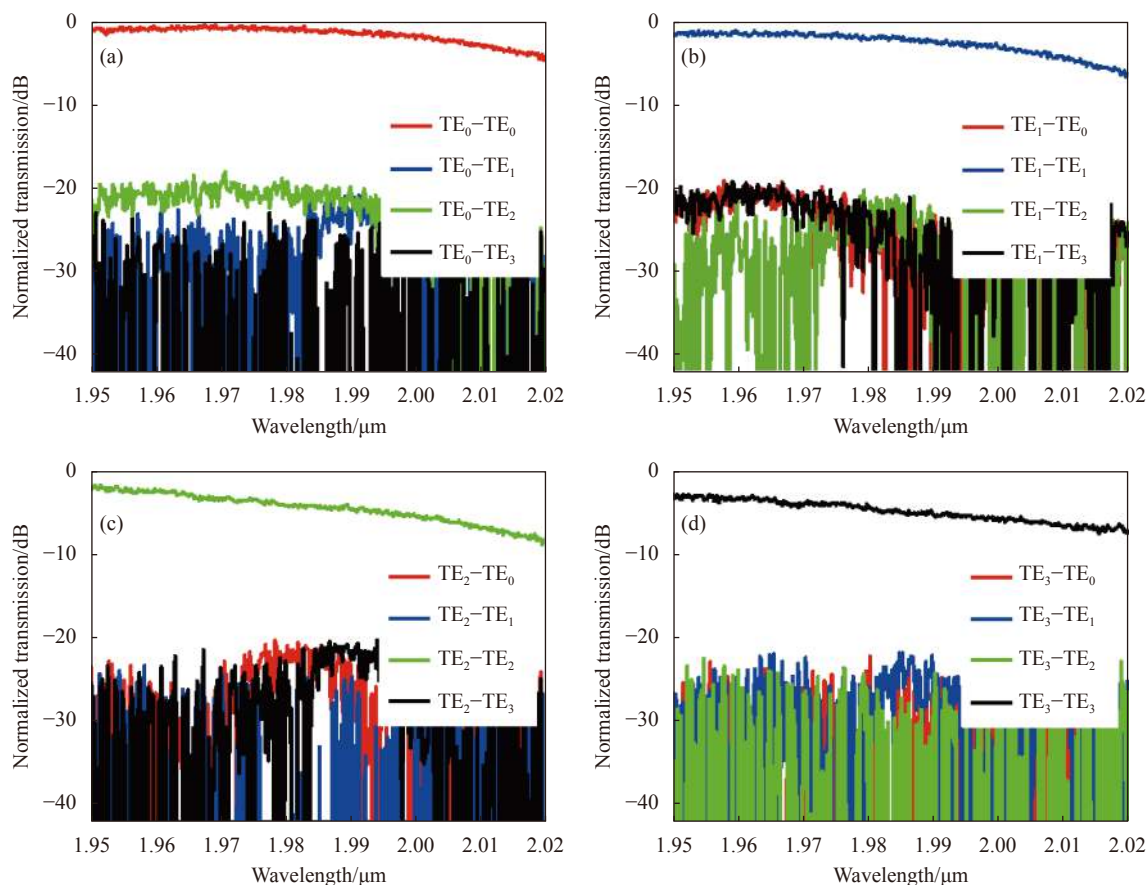 (a)
Normalized transmission/dB
0
−10
−20
−30
−40
TE₀−TE₀
TE₀−TE₁
TE₀−TE₂
TE₀−TE₃
1.95 1.96 1.97 1.98 1.99 2.00 2.01 2.02
Wavelength/μm
(b)
Normalized transmission/dB
0
−10
−20
−30
−40
TE₁−TE₀
TE₁−TE₁
TE₁−TE₂
TE₁−TE₃
1.95 1.96 1.97 1.98 1.99 2.00 2.01 2.02
Wavelength/μm
(c)
Normalized transmission/dB
0
−10
−20
−30
−40
TE₂−TE₀
TE₂−TE₁
TE₂−TE₂
TE₂−TE₃
1.95 1.96 1.97 1.98 1.99 2.00 2.01 2.02
Wavelength/μm
(d)
Normalized transmission/dB
0
−10
−20
−30
−40
TE₃−TE₀
TE₃−TE₁
TE₃−TE₂
TE₃−TE₃
1.95 1.96 1.97 1.98 1.99 2.00 2.01 2.02
Wavelength/μm